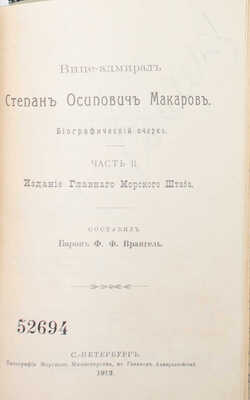 Вице-адмиралъ
Степанъ Осиповичъ Макаровъ.
Біографическій очеркъ.
ЧАСТЬ II.
Изданіе Главнаго Морского Штаба.
СОСТАВИЛЪ
Баронъ Ф. Ф. Врангель.
52694
С.-ПЕТЕРБУРГЪ.
Типографія Морского Министерства, въ Главномъ Адмиралтействѣ.
1913.